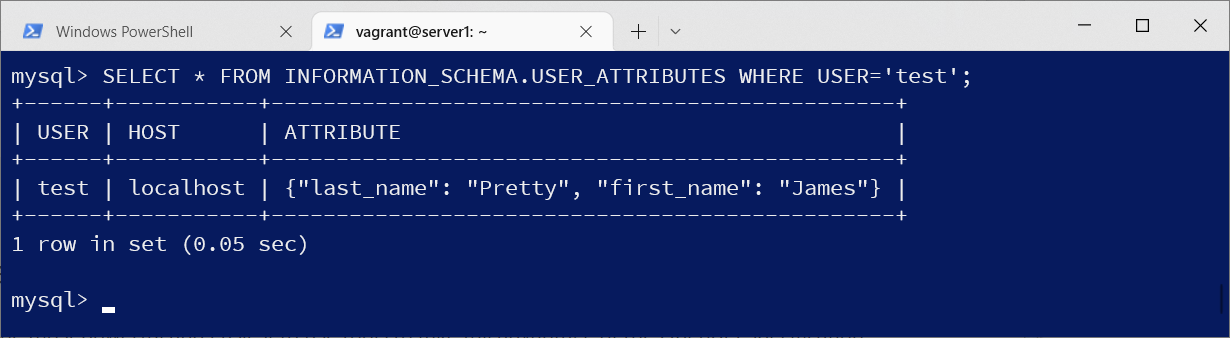 Windows PowerShell
vagrant@server1: ~
mysql> SELECT * FROM INFORMATION_SCHEMA.USER_ATTRIBUTES WHERE USER='test';
+------+-----------+------------------------------------------------+
| USER | HOST      | ATTRIBUTE                                      |
+------+-----------+------------------------------------------------+
| test | localhost | {"last_name": "Pretty", "first_name": "James"} |
+------+-----------+------------------------------------------------+
1 row in set (0.05 sec)
mysql>